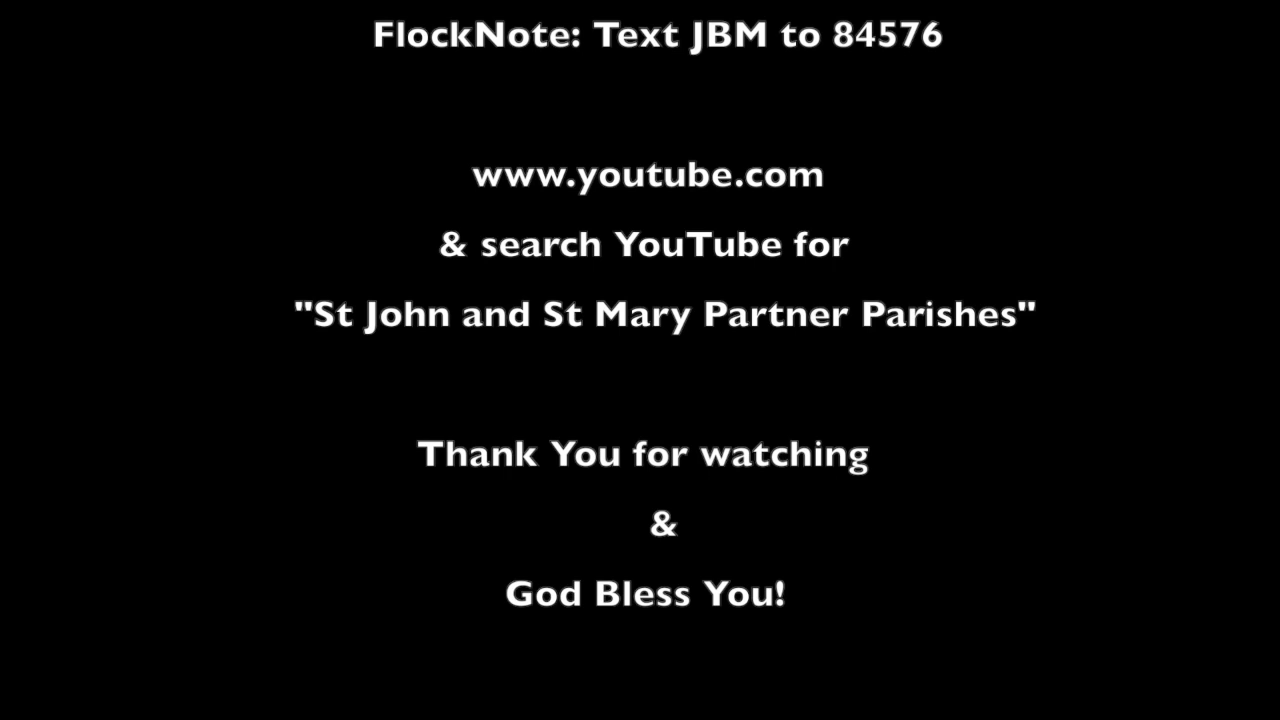 FlockNote: Text JBM to 84576
www.youtube.com
& search YouTube for
"St John and St Mary Partner Parishes"
Thank You for watching
&
God Bless You!